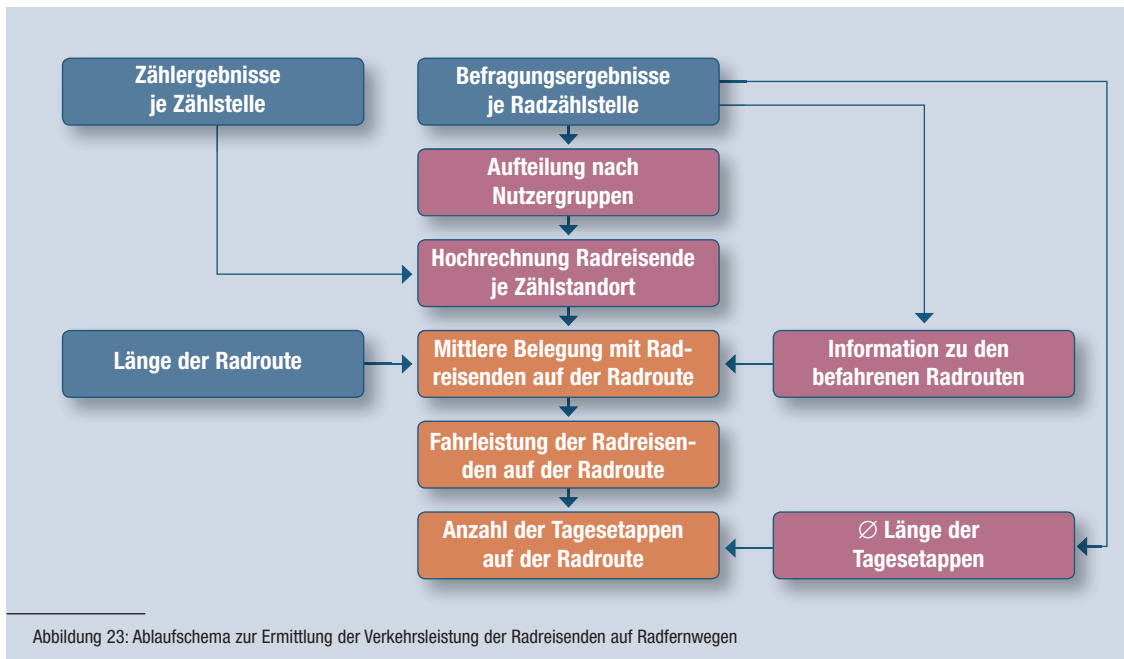 Zählergebnisse
je Zählstelle
Befragungsergebnisse
je Radzählstelle
Aufteilung nach
Nutzergruppen
Hochrechnung Radreisende
je Zählstandort
Länge der Radroute
Mittlere Belegung mit Rad-
reisenden auf der Radroute
Information zu den
befahrenen Radrouten
Fahrleistung der Radreisen-
den auf der Radroute
Anzahl der Tagesetappen
auf der Radroute
∅ Länge der
Tagesetappen
Abbildung 23: Ablaufschema zur Ermittlung der Verkehrsleistung der Radreisenden auf Radfernwegen